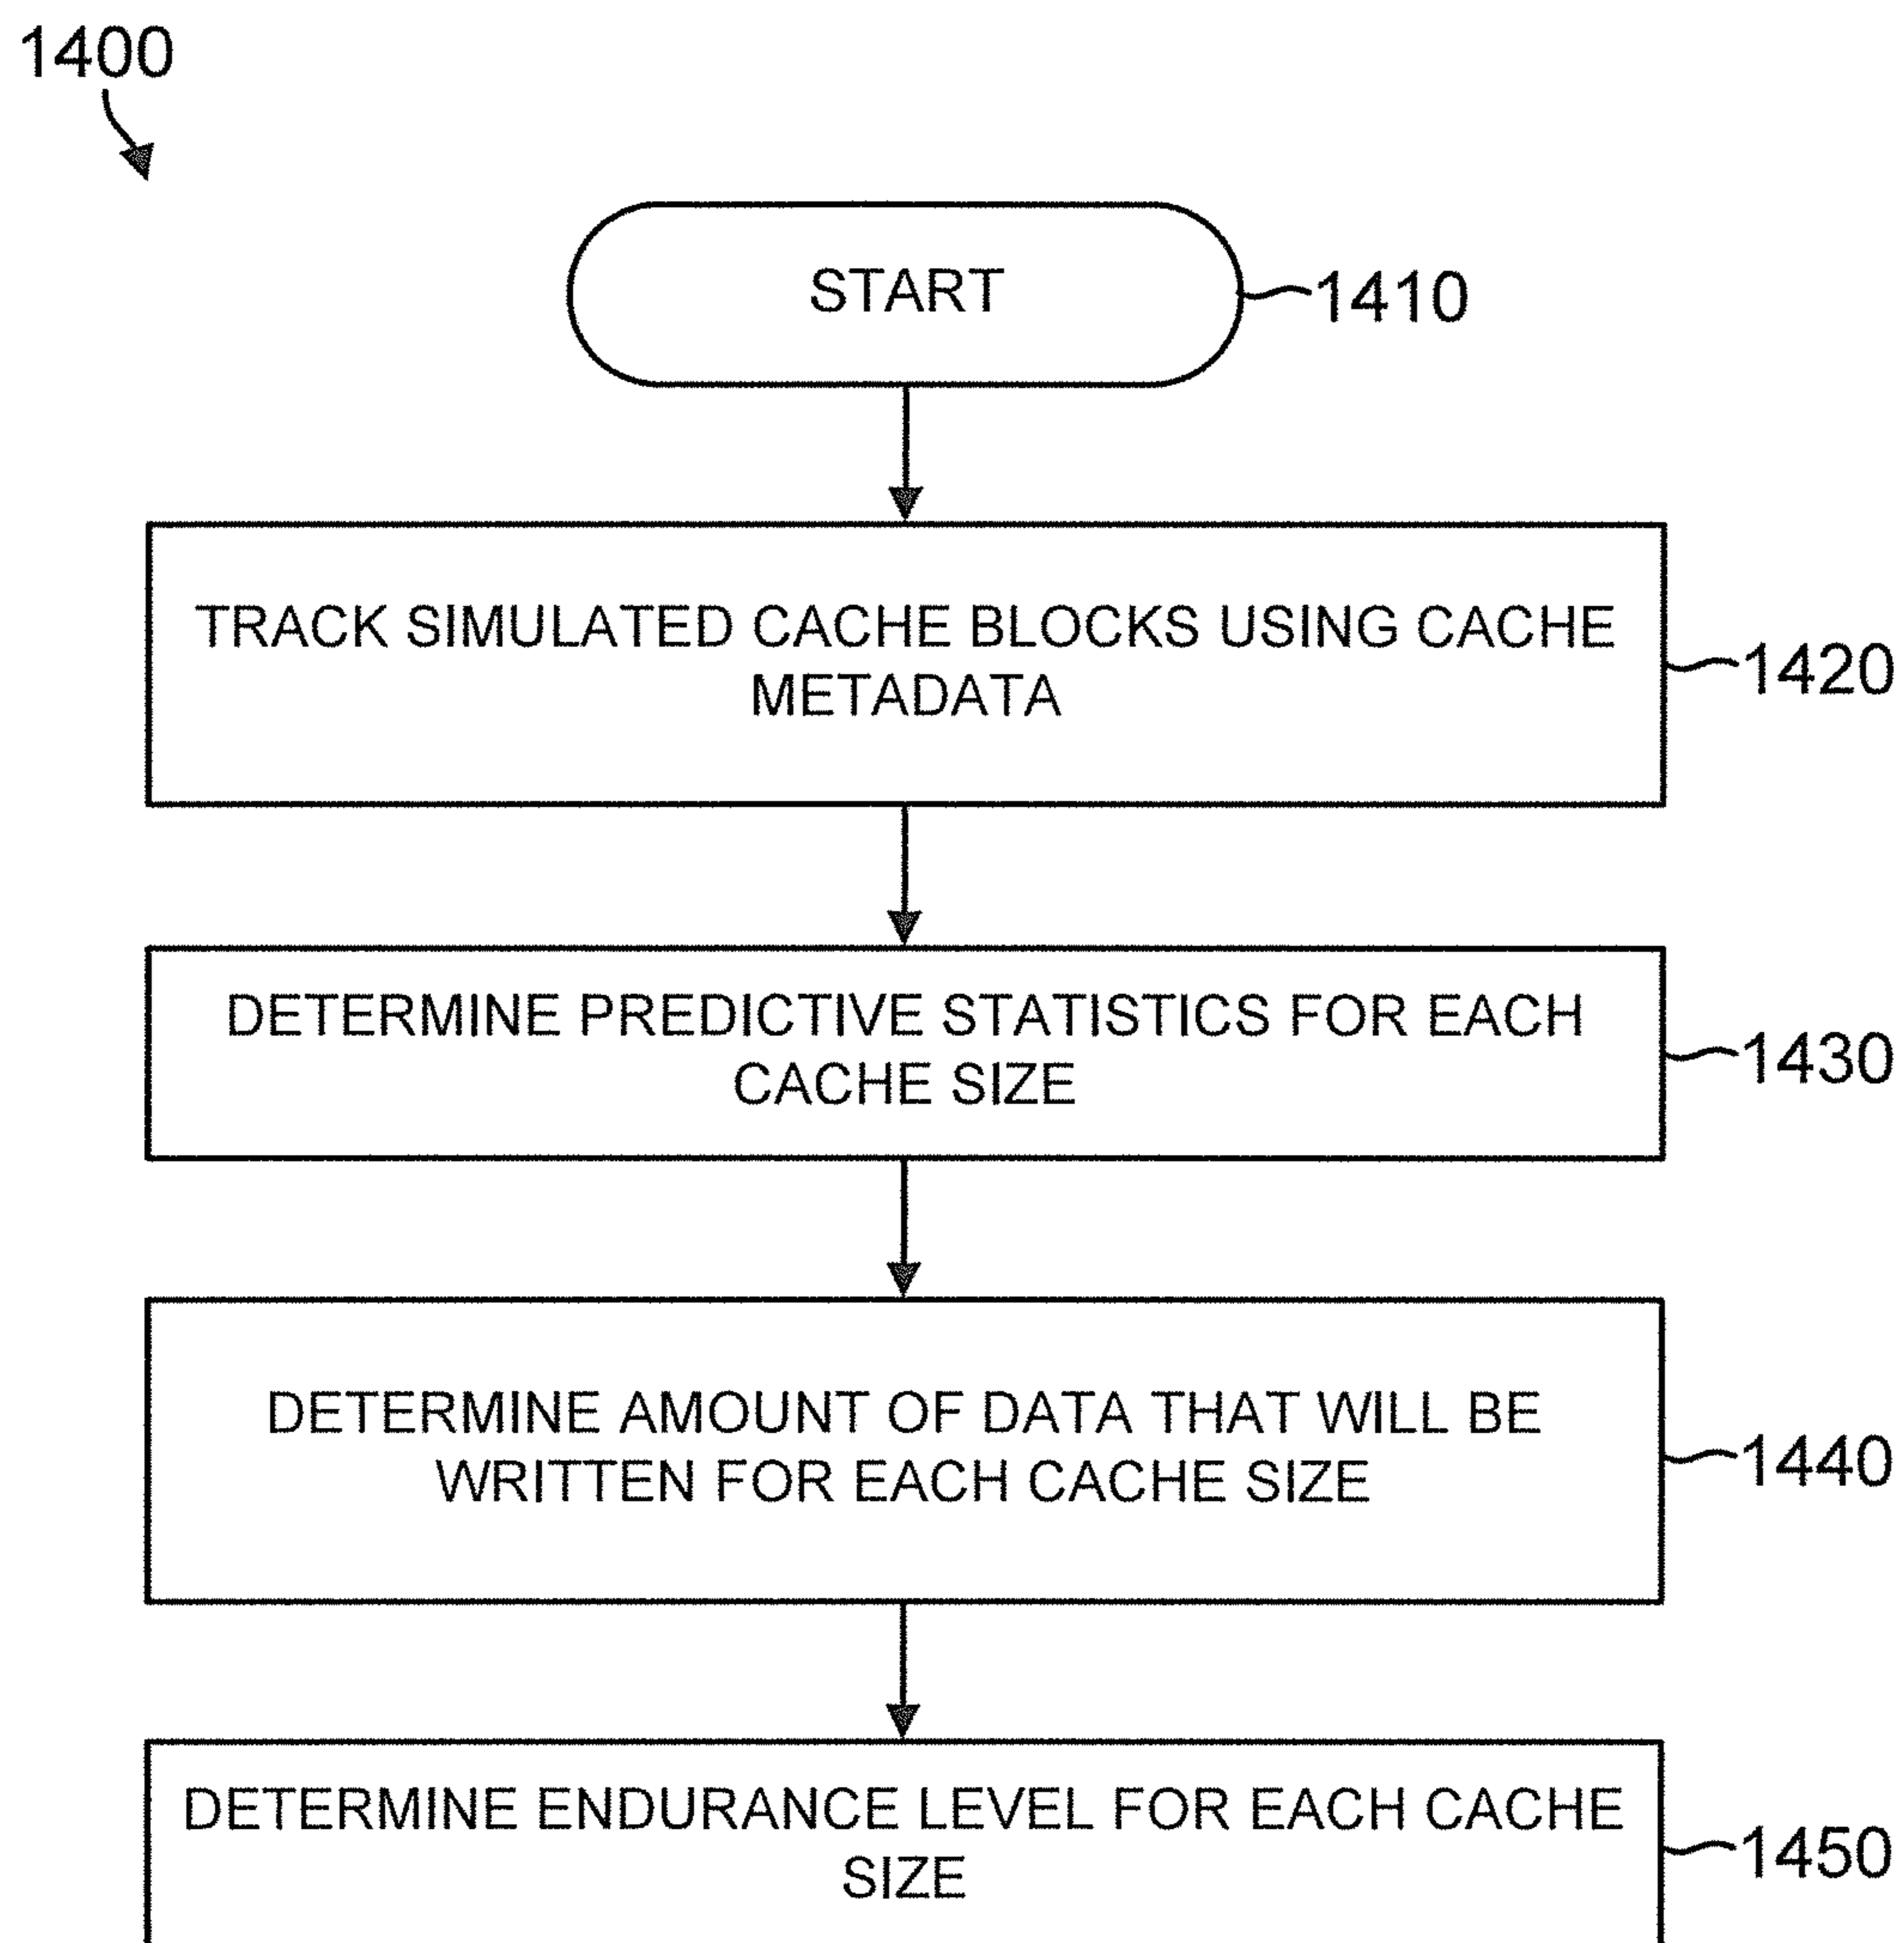 1400
START
1410
TRACK SIMULATED CACHE BLOCKS USING CACHE
METADATA
1420
DETERMINE PREDICTIVE STATISTICS FOR EACH
CACHE SIZE
1430
DETERMINE AMOUNT OF DATA THAT WILL BE
WRITTEN FOR EACH CACHE SIZE
1440
DETERMINE ENDURANCE LEVEL FOR EACH CACHE
SIZE
1450